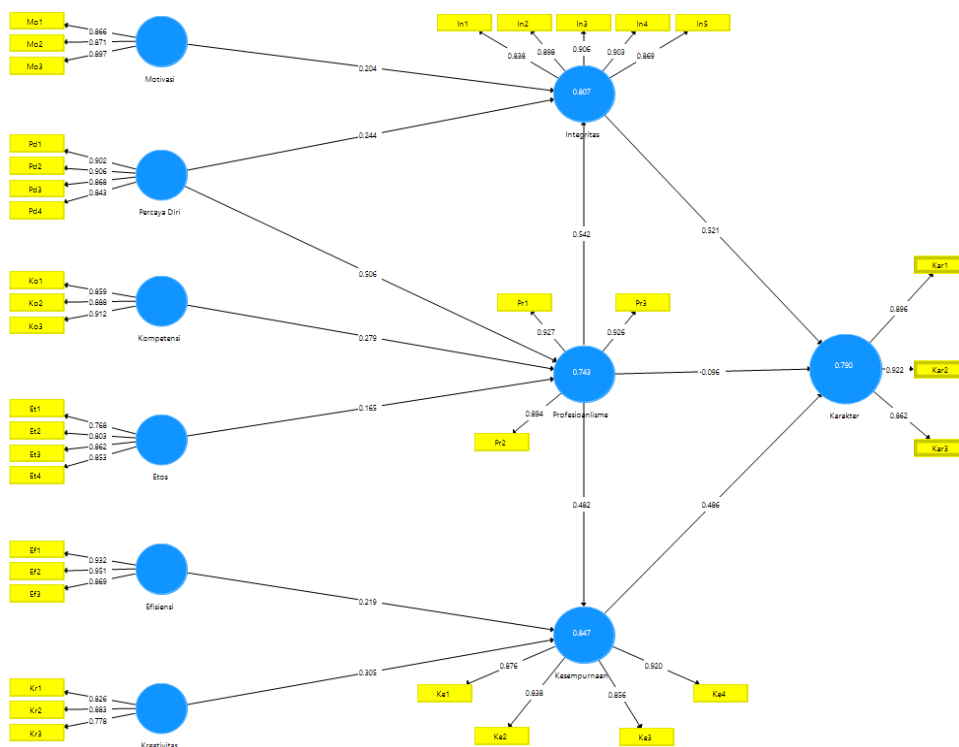 Mo1
Mo2
Mo3
0.866
0.871
0.897
Motivasi
0.204
In1
In2
In3
In4
In5
0.838
0.898
0.906
0.903
0.869
0.807
Integritas
Pd1
Pd2
Pd3
Pd4
0.902
0.906
0.868
0.843
Percaya Diri
0.244
0.506
0.542
0.521
Ko1
Ko2
Ko3
0.859
0.888
0.912
Kompetensi
0.279
Pr1
Pr3
0.927
0.926
0.743
Profesioanlisme
0.894
Pr2
-0.096
Kar1
0.896
0.790
0.922
Kar2
Karakter
0.862
Kar3
Et1
Et2
Et3
Et4
0.768
0.803
0.862
0.853
Etos
0.165
0.482
0.486
Ef1
Ef2
Ef3
0.932
0.951
0.869
Efisiensi
0.219
0.847
Kesempurnaan
0.876
0.838
0.856
0.920
Ke1
Ke2
Ke3
Ke4
Kr1
Kr2
Kr3
0.826
0.883
0.778
Kreativitas
0.305